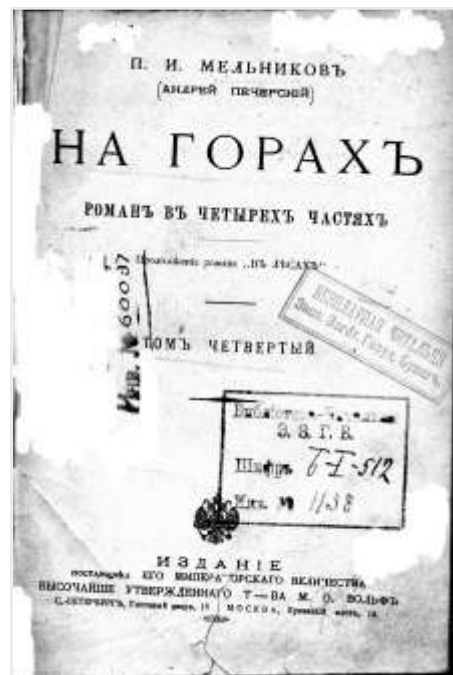 П. И. МЕЛЬНИКОВЪ
(АНДРЕЙ ПЕЧЕРСКІЙ)
НА ГОРАХЪ
РОМАНЪ ВЪ ЧЕТЫРЕХЪ ЧАСТЯХЪ
Продолженіе романа „ВЪ ЛѢСАХЪ"
Инв. № 60037
ТОМЪ ЧЕТВЕРТЫЙ
З. З. Г. В.
Шифръ 6-I-512
Инв. № 1138
ИЗДАНІЕ
ПОСТАВЩИКА ЕГО ИМПЕРАТОРСКАГО ВЕЛИЧЕСТВА
ВЫСОЧАЙШЕ УТВЕРЖДЕННАГО Т—ВА М. О. ВОЛЬФЪ
С.-ПЕТЕРБУРГЪ, Гостиный дворъ, 18 | МОСКВА, Кузнецкій мостъ, 12